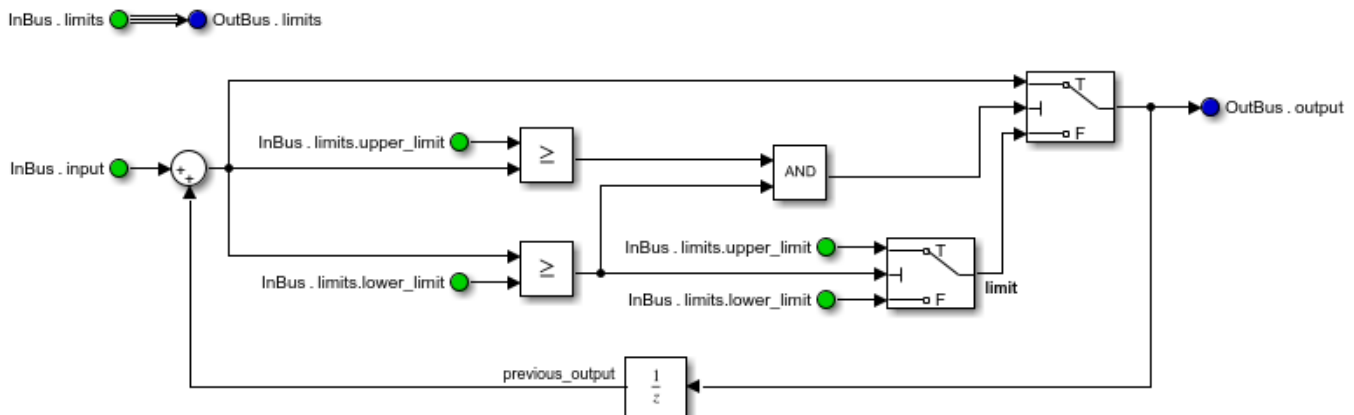 InBus . limits
OutBus . limits
T
OutBus . output
F
InBus . limits.upper_limit
≥
InBus . input
+
+
AND
InBus . limits.upper_limit
T
≥
InBus . limits.lower_limit
InBus . limits.lower_limit
F
limit
previous_output
1
z